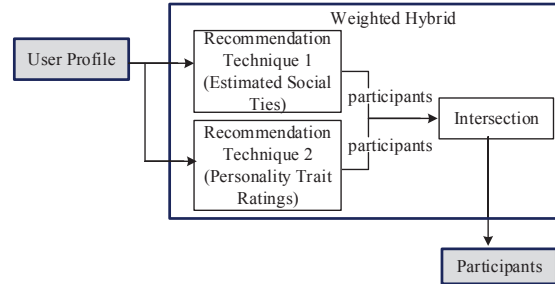 Weighted Hybrid
User Profile
Recommendation
Technique 1
(Estimated Social
Ties)
participants
Recommendation
Technique 2
(Personality Trait
Ratings)
participants
Intersection
Participants